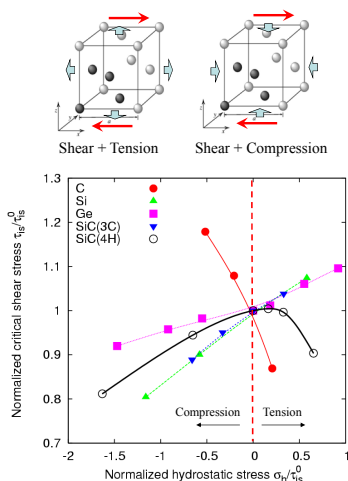 Shear + Tension
Shear + Compression
C
Si
Ge
SiC(3C)
SiC(4H)
Normalized critical shear stress τis/τ⁰is
1.3
1.2
1.1
1
0.9
0.8
0.7
Compression
Tension
-2
-1.5
-1
-0.5
0
0.5
1
Normalized hydrostatic stress σh/τ⁰is